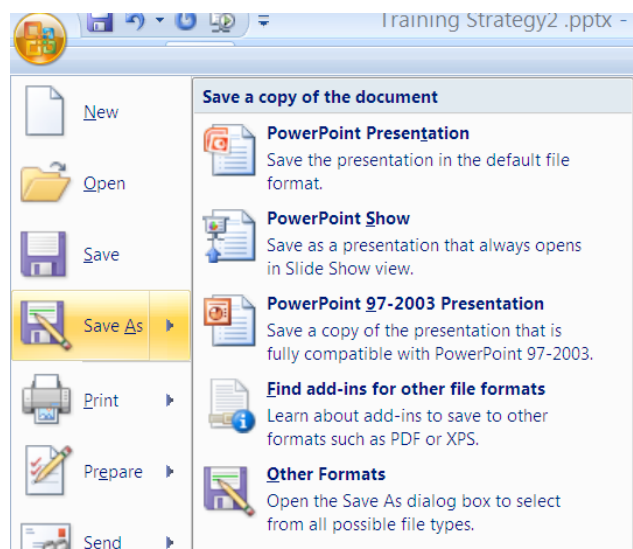 Training Strategy2 .pptx -
New
Open
Save
Save As
Print
Prepare
Send
Save a copy of the document
PowerPoint Presentation
Save the presentation in the default file
format.
PowerPoint Show
Save as a presentation that always opens
in Slide Show view.
PowerPoint 97-2003 Presentation
Save a copy of the presentation that is
fully compatible with PowerPoint 97-2003.
Find add-ins for other file formats
Learn about add-ins to save to other
formats such as PDF or XPS.
Other Formats
Open the Save As dialog box to select
from all possible file types.